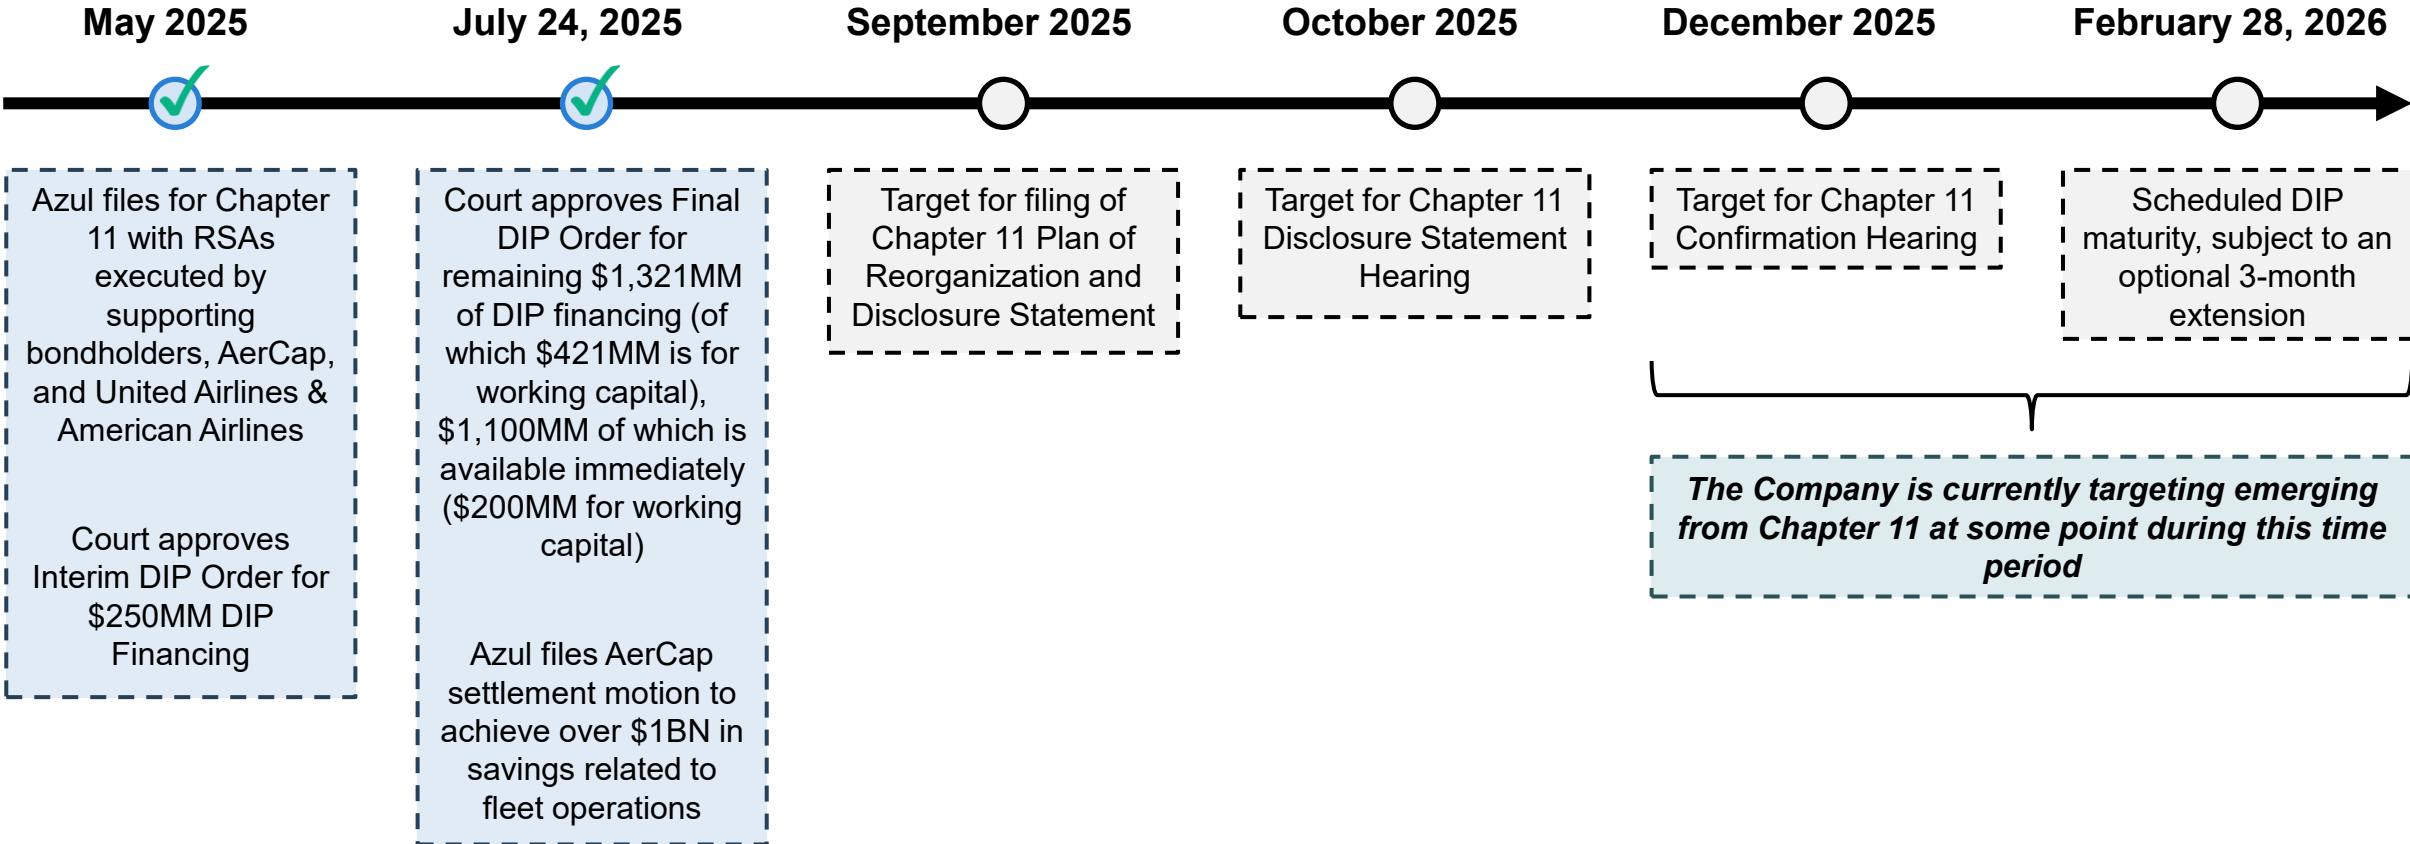 May 2025
July 24, 2025
September 2025
October 2025
December 2025
February 28, 2026
Azul files for Chapter
11 with RSAs
executed by
supporting
bondholders, AerCap,
and United Airlines &
American Airlines
Court approves
Interim DIP Order for
$250MM DIP
Financing
Court approves Final
DIP Order for
remaining $1,321MM
of DIP financing (of
which $421MM is for
working capital),
$1,100MM of which is
available immediately
($200MM for working
capital)
Azul files AerCap
settlement motion to
achieve over $1BN in
savings related to
fleet operations
Target for filing of
Chapter 11 Plan of
Reorganization and
Disclosure Statement
Target for Chapter 11
Disclosure Statement
Hearing
Target for Chapter 11
Confirmation Hearing
Scheduled DIP
maturity, subject to an
optional 3-month
extension
The Company is currently targeting emerging
from Chapter 11 at some point during this time
period